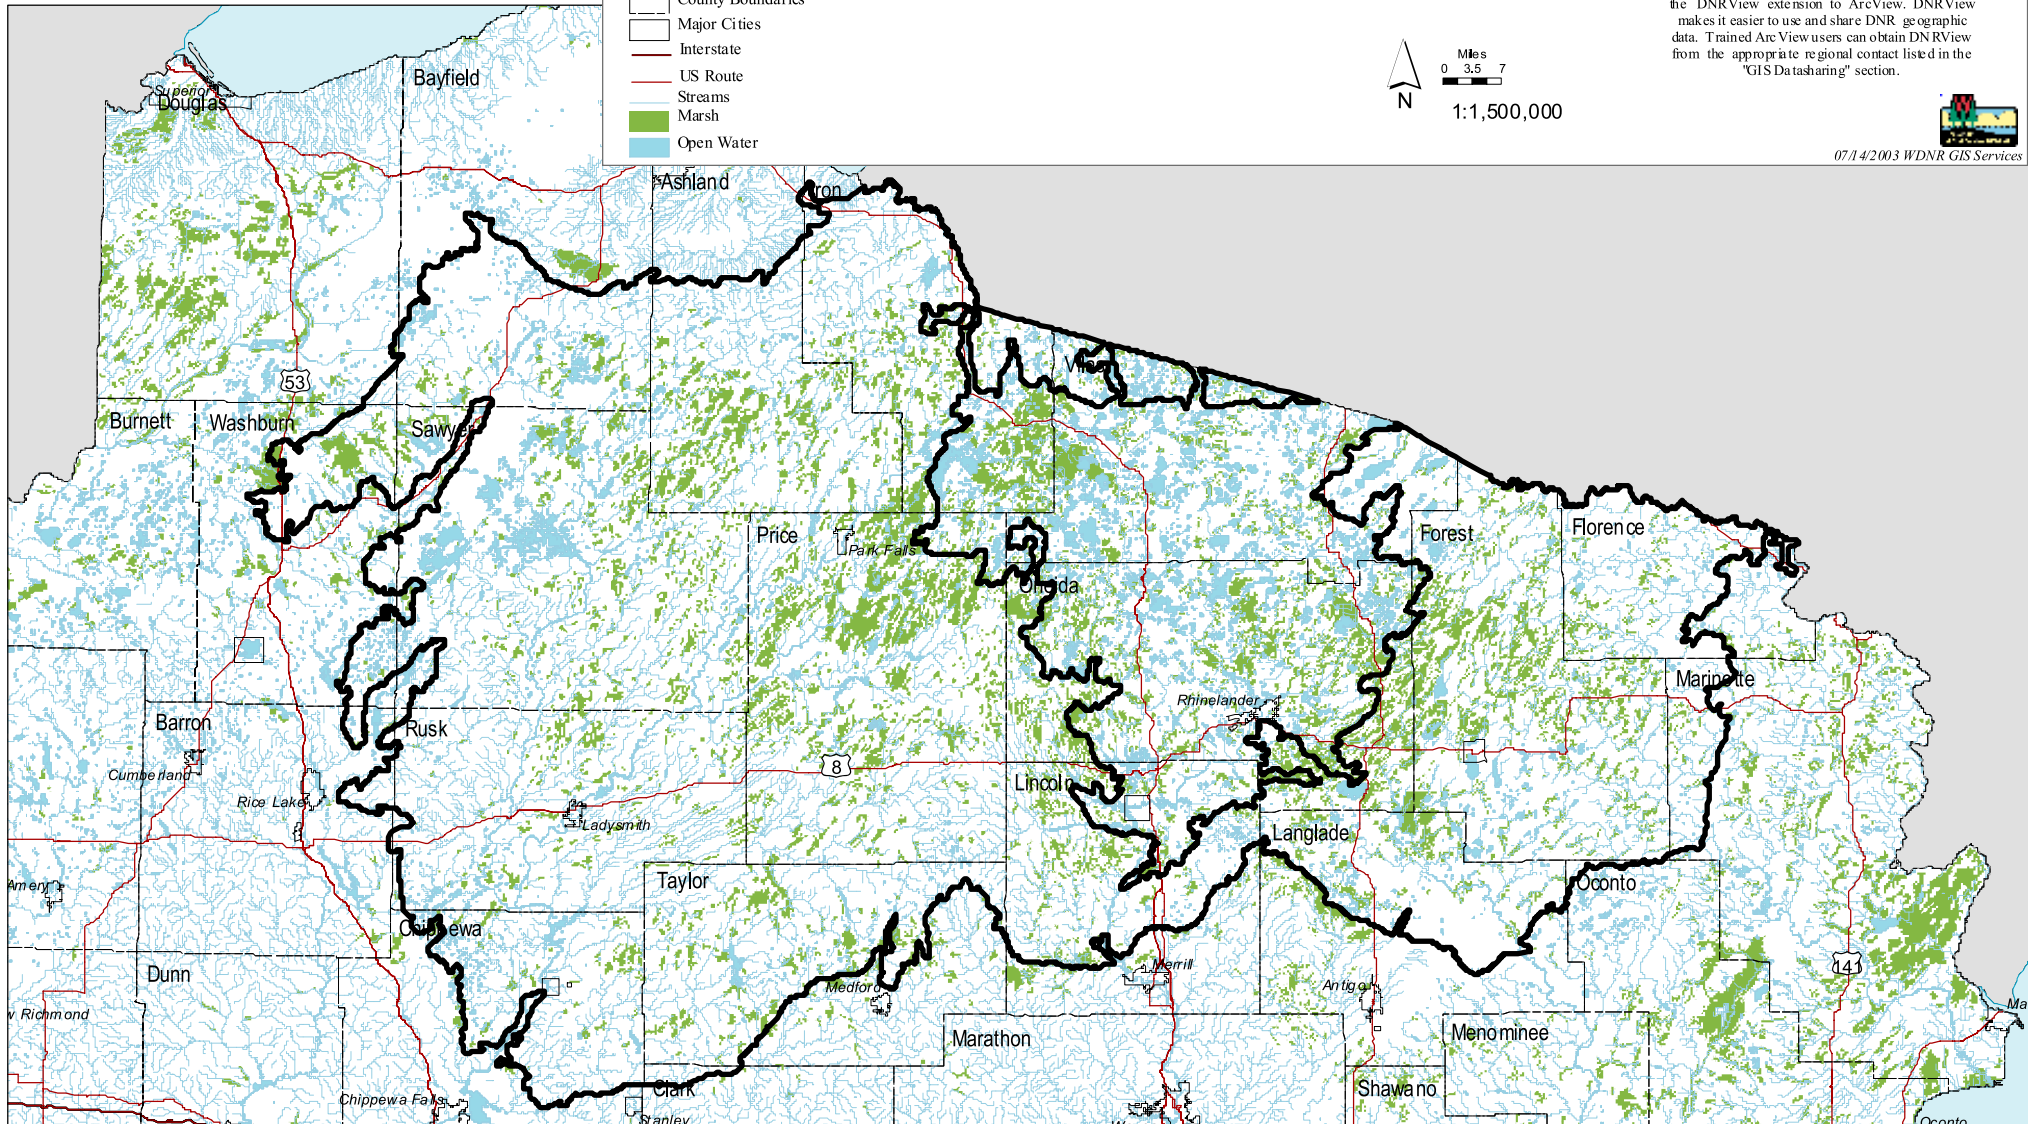 County Boundaries
Major Cities
Interstate
US Route
Streams
Marsh
Open Water
Miles
0 3.5 7
N
1:1,500,000
the DNRView extension to ArcView. DNRView
makes it easier to use and share DNR geographic
data. Trained ArcView users can obtain DNRView
from the appropriate regional contact listed in the
"GIS Datasharing" section.
07/14/2003 WDNR GIS Services
Bayfield
Superior
Douglas
Ashland
Iron
Vilas
53
Burnett
Washburn
Sawyer
Price
Park Falls
Forest
Florence
Oneida
Marinette
Rhinelander
Barron
Rusk
Cumberland
8
Lincoln
Rice Lake
Ladysmith
Langlade
Amery
Taylor
Oconto
Chippewa
Dunn
Merrill
141
Medford
Antigo
w Richmond
Ma
Marathon
Menominee
Clark
Shawano
Chippewa Falls
Stanley
W
Oconto